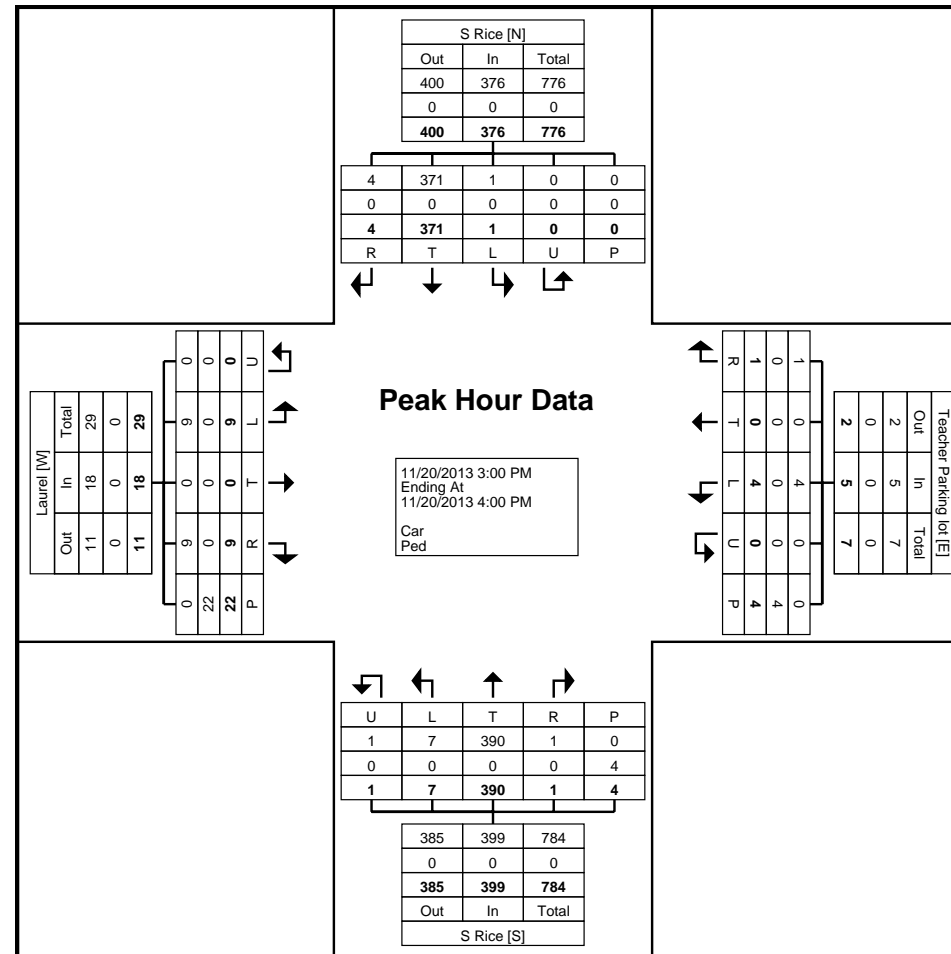 S Rice [N]
Out In Total
400 376 776
0 0 0
400 376 776
4 371 1 0 0
0 0 0 0 0
4 371 1 0 0
R T L U P
Laurel [W]
Total In Out
29 18 11
0 0 0
29 18 11
0 9 0 9 0
0 0 0 0 22
0 9 0 9 22
U L T R P
Peak Hour Data
11/20/2013 3:00 PM
Ending At
11/20/2013 4:00 PM
Car
Ped
R T L U P
1 0 4 0 4
0 0 0 0 4
1 0 4 0 0
2 5 7
0 0 0
2 5 7
Out In Total
Teacher Parking lot [E]
U L T R P
1 7 390 1 0
0 0 0 0 4
1 7 390 1 4
385 399 784
0 0 0
385 399 784
Out In Total
S Rice [S]